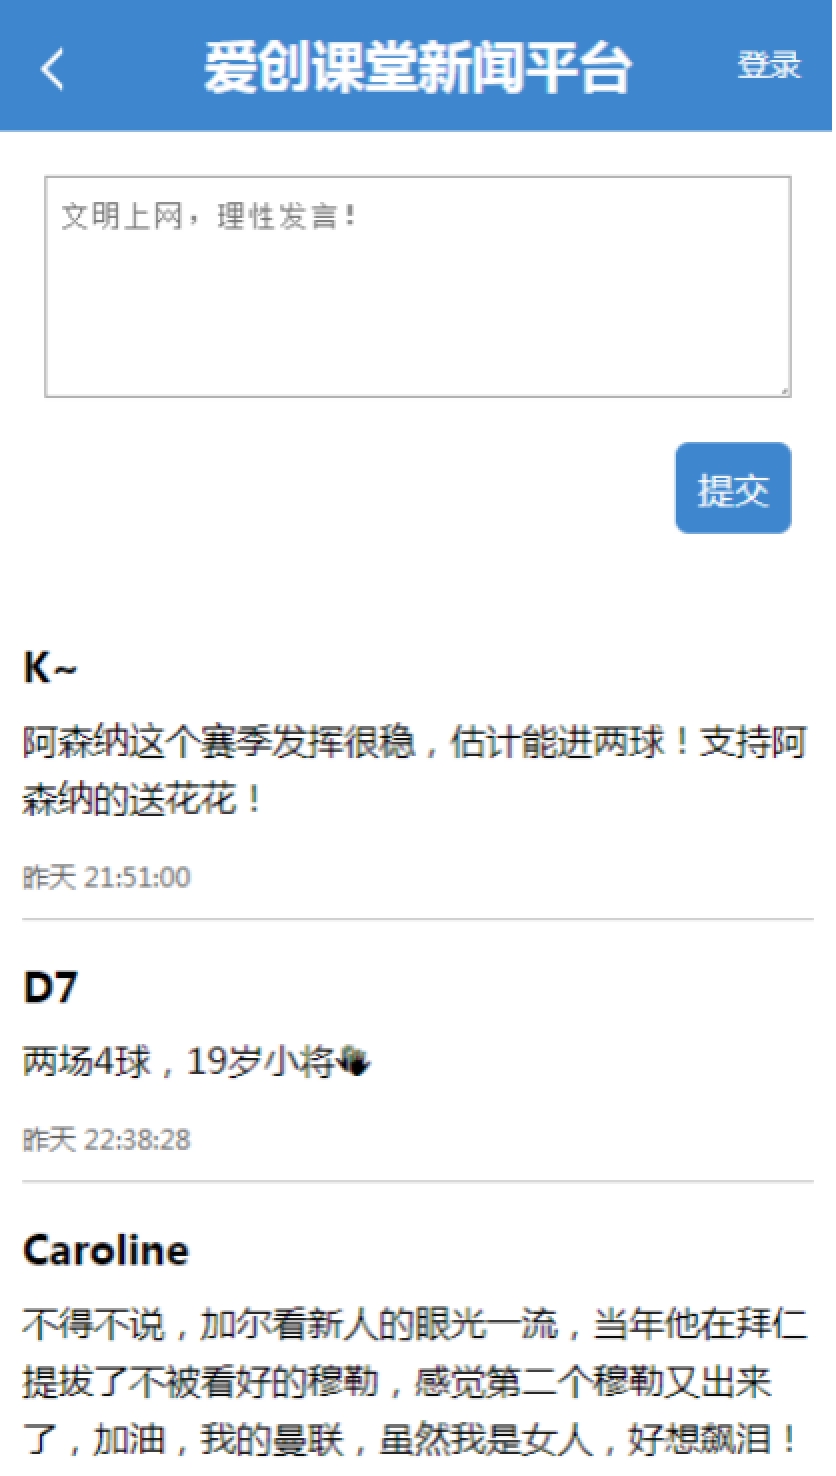 爱创课堂新闻平台
登录
文明上网，理性发言！
提交
K~
阿森纳这个赛季发挥很稳，估计能进两球！支持阿
森纳的送花花！
昨天 21:51:00
D7
两场4球，19岁小将👋
昨天 22:38:28
Caroline
不得不说，加尔看新人的眼光一流，当年他在拜仁
提拔了不被看好的穆勒，感觉第二个穆勒又出来
了，加油，我的曼联，虽然我是女人，好想飙泪！